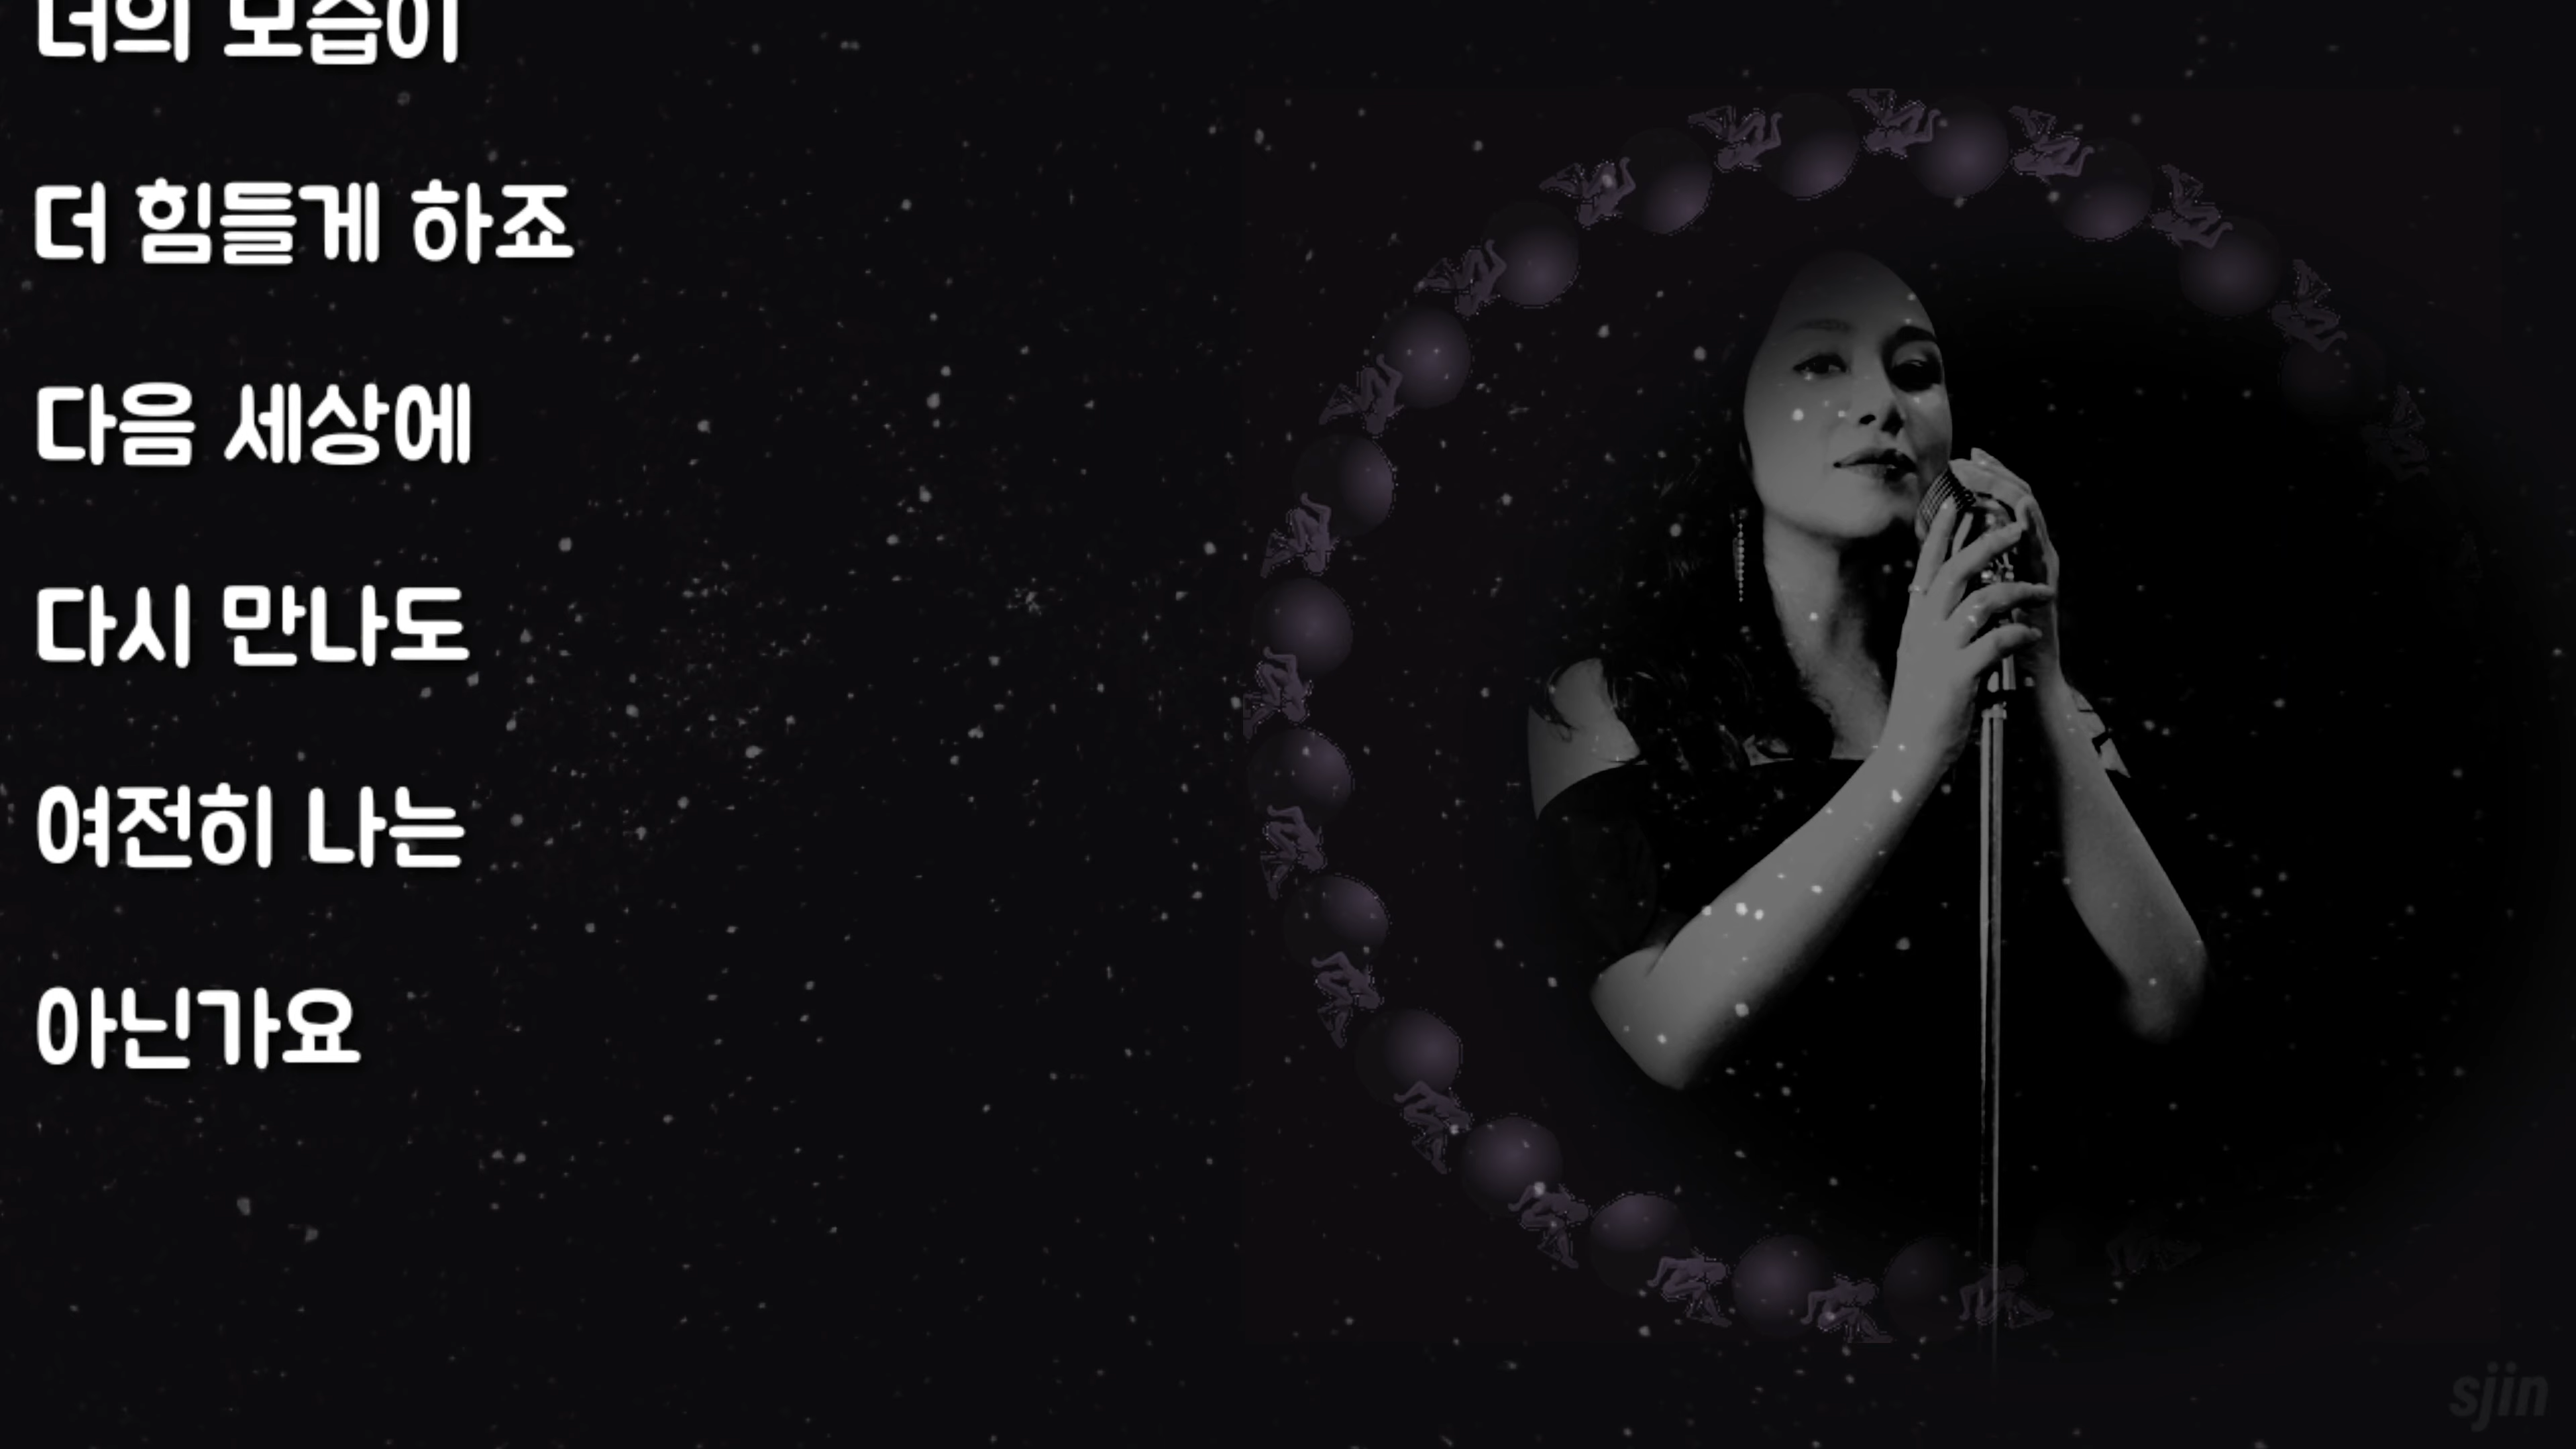 너의 모습이
더 힘들게 하죠
다음 세상에
다시 만나도
여전히 나는
아닌가요
sjin